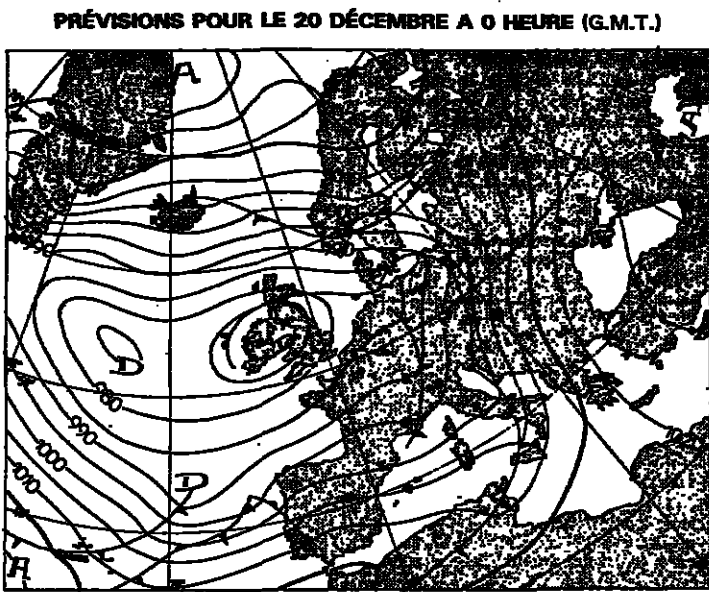 PRÉVISIONS POUR LE 20 DÉCEMBRE A 0 HEURE (G.M.T.)
A
A
D
980
990
1000
1010
D
A